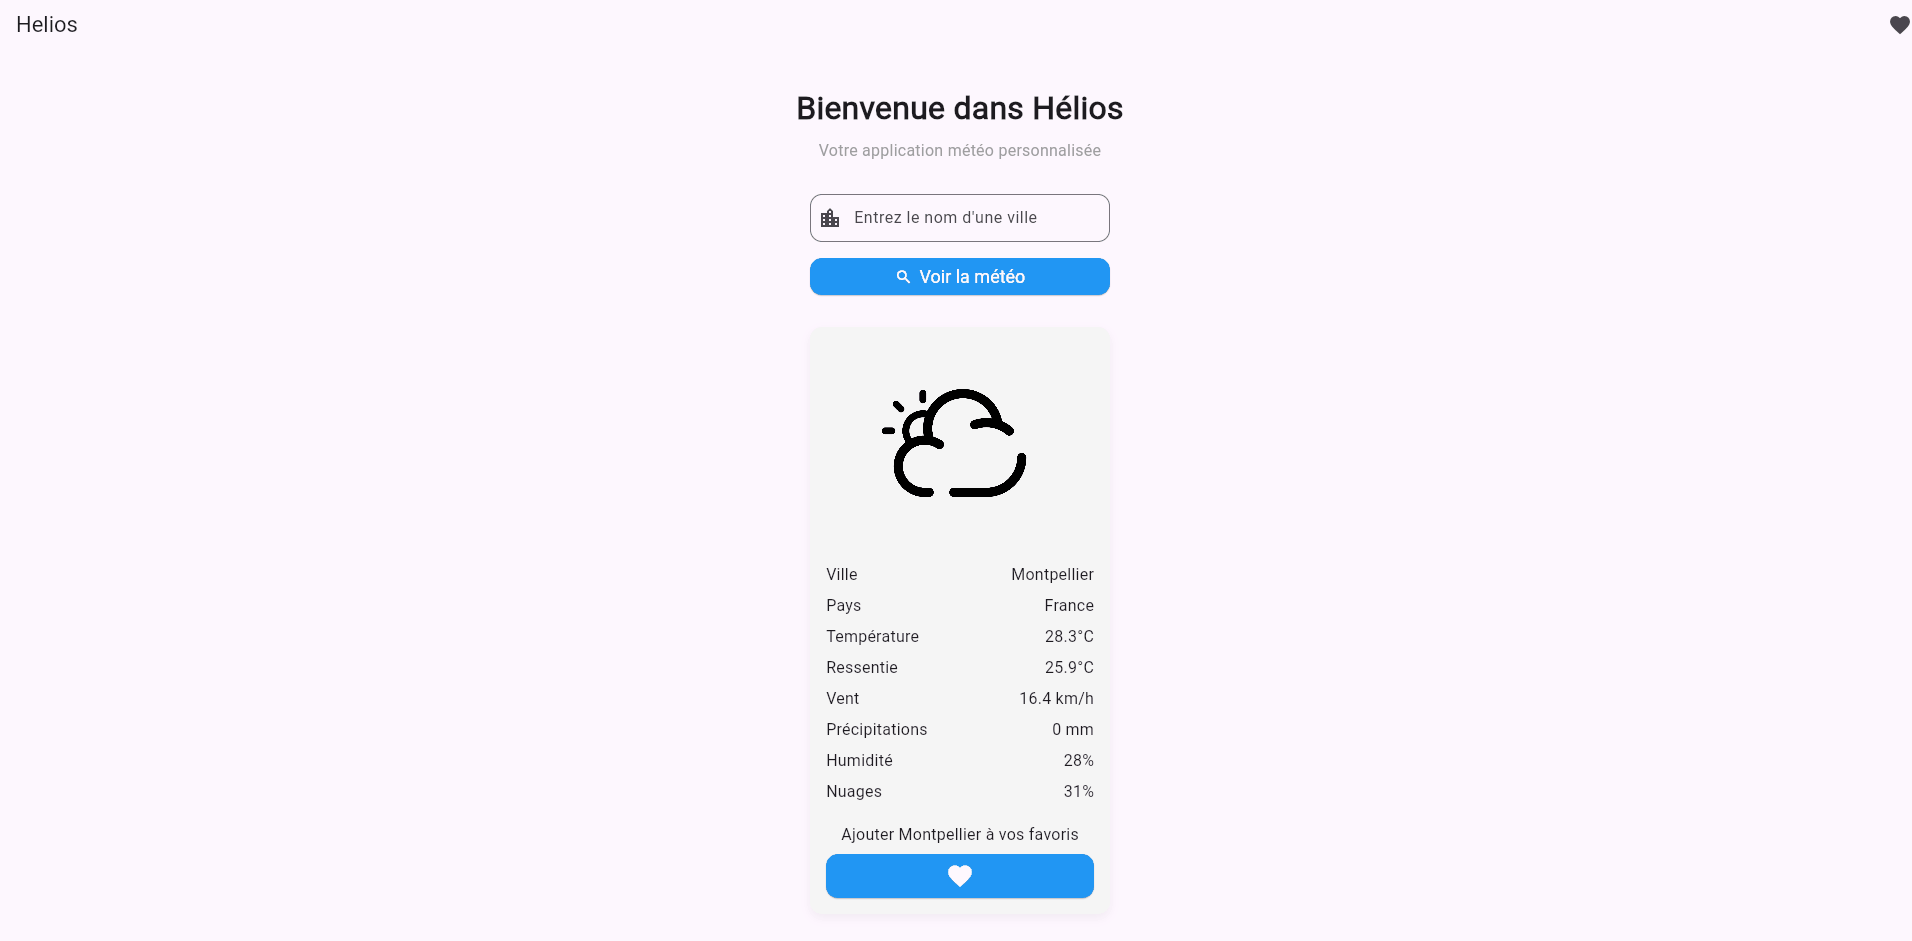 Helios
Bienvenue dans Hélios
Votre application météo personnalisée
Entrez le nom d'une ville
Voir la météo
Ville Montpellier
Pays France
Température 28.3°C
Ressentie 25.9°C
Vent 16.4 km/h
Précipitations 0 mm
Humidité 28%
Nuages 31%
Ajouter Montpellier à vos favoris